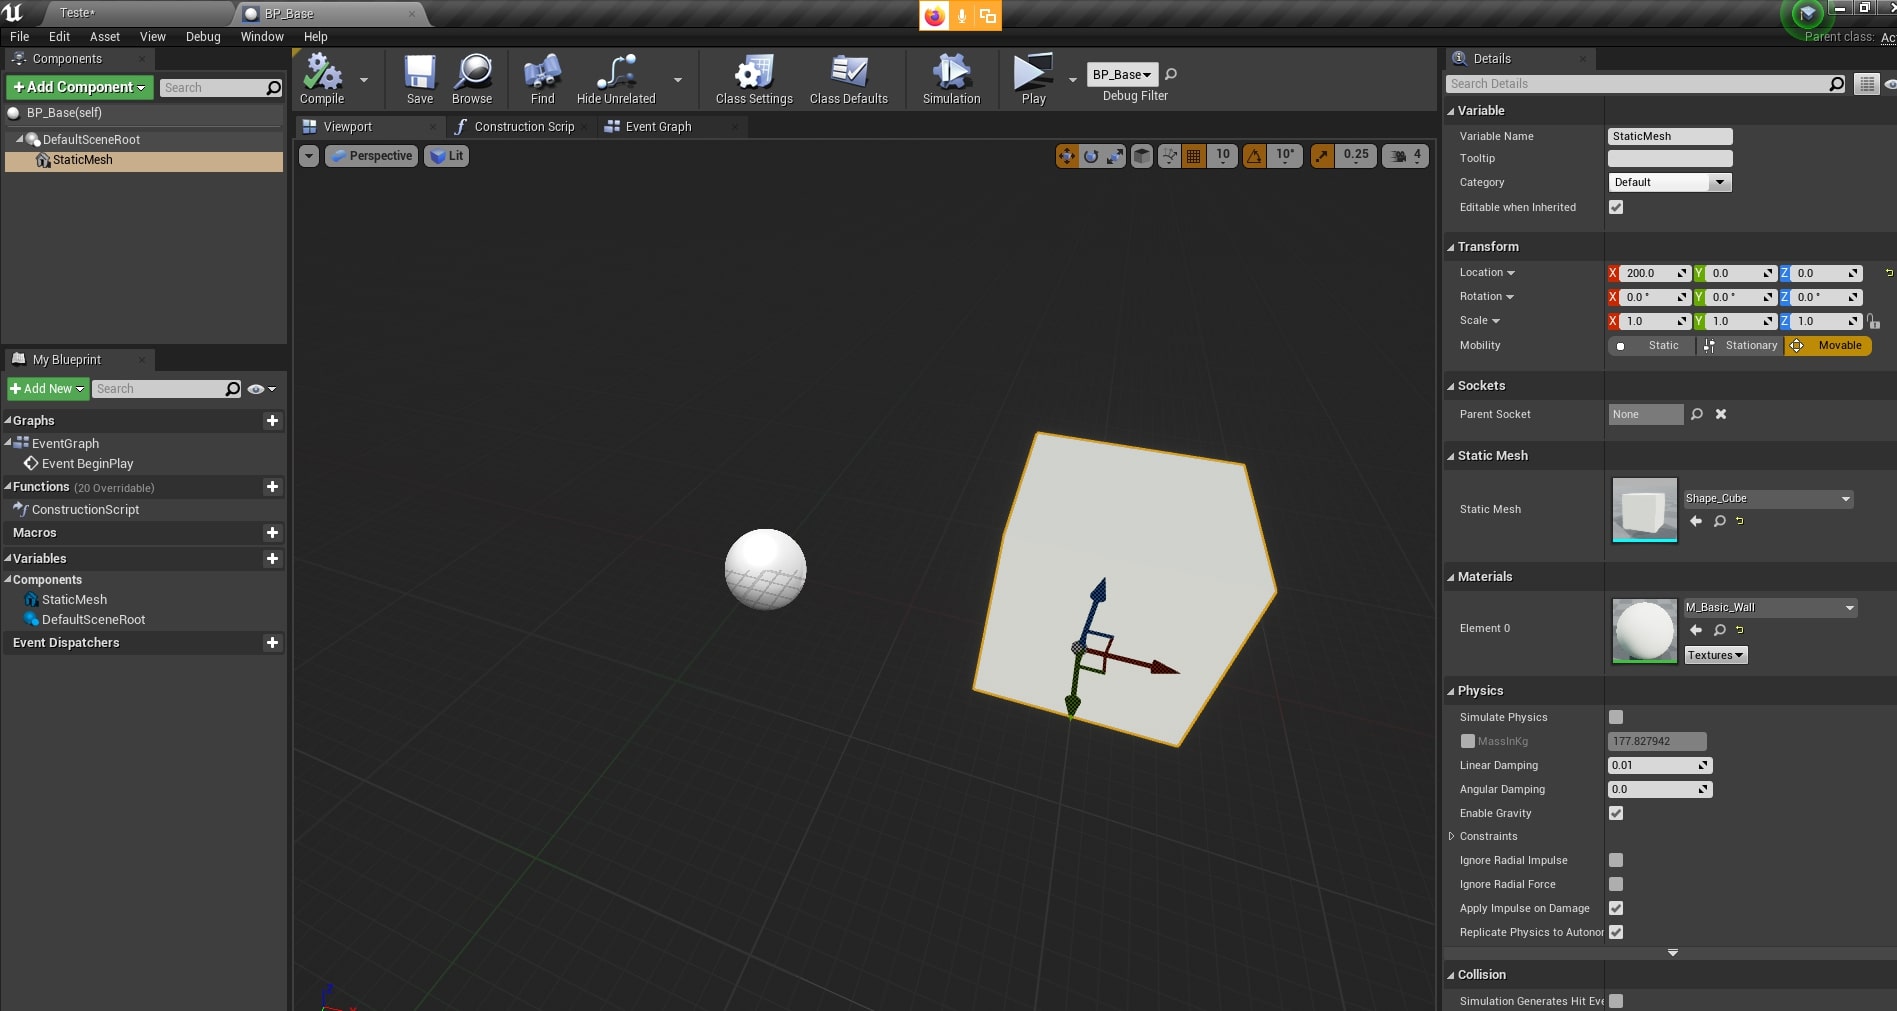 Teste•
BP_Base
File Edit Asset View Debug Window Help
Parent class: Ac
Components
Add Component
Search
BP_Base(self)
DefaultSceneRoot
StaticMesh
Compile
Save
Browse
Find
Hide Unrelated
Class Settings
Class Defaults
Simulation
Play
BP_Base
Debug Filter
Viewport
Construction Scrip
Event Graph
Perspective
Lit
10
10°
0.25
4
My Blueprint
Add New
Search
Graphs
EventGraph
Event BeginPlay
Functions (20 Overridable)
ConstructionScript
Macros
Variables
Components
StaticMesh
DefaultSceneRoot
Event Dispatchers
Z
X
Details
Search Details
Variable
Variable Name StaticMesh
Tooltip
Category Default
Editable when Inherited
Transform
Location X 200.0 Y 0.0 Z 0.0
Rotation X 0.0 ° Y 0.0 ° Z 0.0 °
Scale X 1.0 Y 1.0 Z 1.0
Mobility Static Stationary Movable
Sockets
Parent Socket None
Static Mesh
Static Mesh Shape_Cube
Materials
Element 0 M_Basic_Wall
Textures
Physics
Simulate Physics
MassInKg 177.827942
Linear Damping 0.01
Angular Damping 0.0
Enable Gravity
Constraints
Ignore Radial Impulse
Ignore Radial Force
Apply Impulse on Damage
Replicate Physics to Autonor
Collision
Simulation Generates Hit Eve